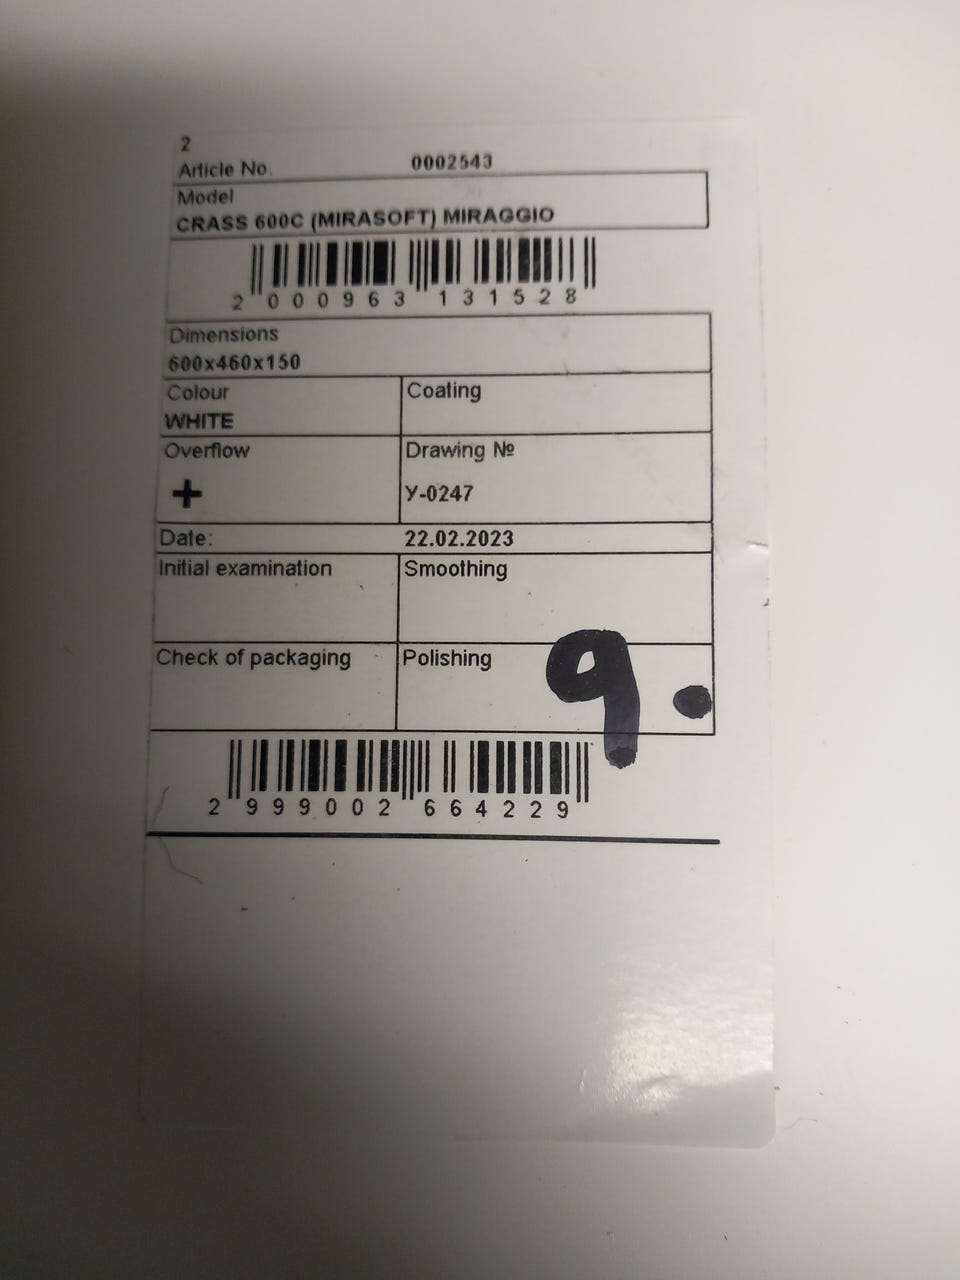 2
Article No. 0002543
Model
CRASS 600C (MIRASOFT) MIRAGGIO
2 000963 131528
Dimensions
600x460x150
Colour Coating
WHITE
Overflow Drawing №
+ У-0247
Date: 22.02.2023
Initial examination Smoothing
Check of packaging Polishing
9.
2 999002 664229